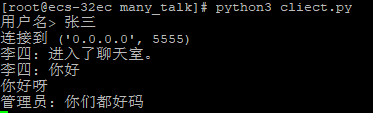 [root@ecs-32ec many_talk]# python3 cliect.py
用户名> 张三
连接到 ('0.0.0.0', 5555)
李四：进入了聊天室。
李四：你好
你好呀
管理员：你们都好码